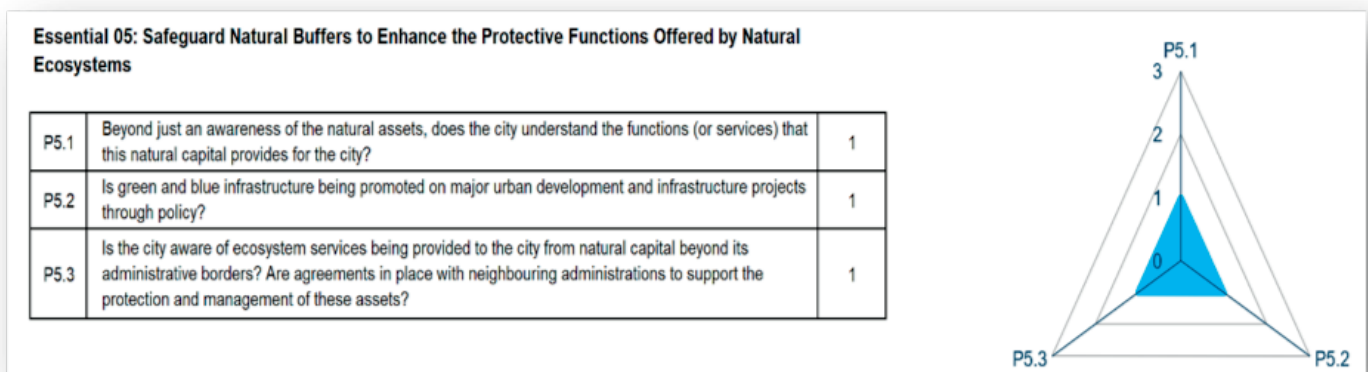 Essential 05: Safeguard Natural Buffers to Enhance the Protective Functions Offered by Natural
Ecosystems
P5.1
Beyond just an awareness of the natural assets, does the city understand the functions (or services) that
this natural capital provides for the city?
1
P5.2
Is green and blue infrastructure being promoted on major urban development and infrastructure projects
through policy?
1
P5.3
Is the city aware of ecosystem services being provided to the city from natural capital beyond its
administrative borders? Are agreements in place with neighbouring administrations to support the
protection and management of these assets?
1
P5.1
3
2
1
0
P5.3
P5.2